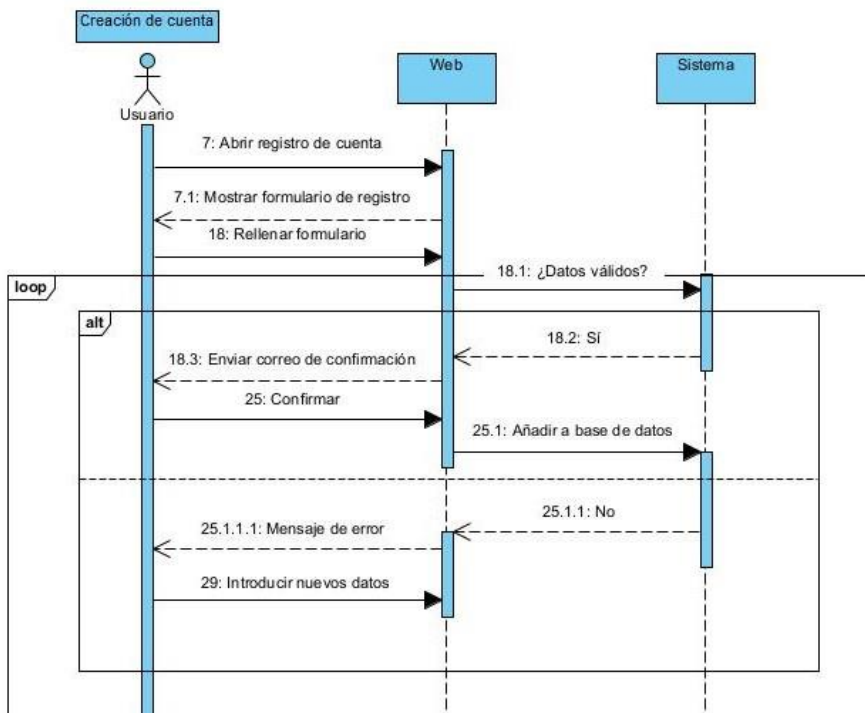 Creación de cuenta
Web
Sistema
Usuario
7: Abrir registro de cuenta
7.1: Mostrar formulario de registro
18: Rellenar formulario
18.1: ¿Datos válidos?
loop
alt
18.2: Sí
18.3: Enviar correo de confirmación
25: Confirmar
25.1: Añadir a base de datos
25.1.1: No
25.1.1.1: Mensaje de error
29: Introducir nuevos datos